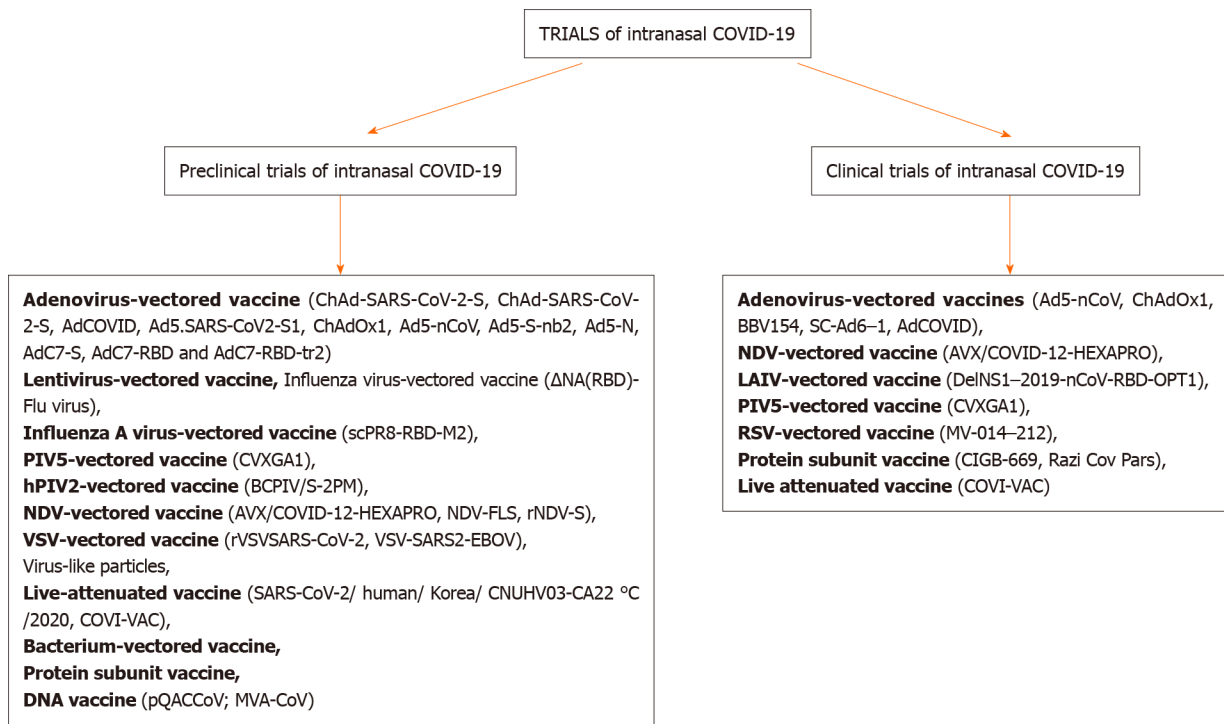 TRIALS of intranasal COVID-19
Preclinical trials of intranasal COVID-19
Clinical trials of intranasal COVID-19
Adenovirus-vectored vaccine (ChAd-SARS-CoV-2-S, ChAd-SARS-CoV-
2-S, AdCOVID, Ad5.SARS-CoV2-S1, ChAdOx1, Ad5-nCoV, Ad5-S-nb2, Ad5-N,
AdC7-S, AdC7-RBD and AdC7-RBD-tr2)
Lentivirus-vectored vaccine, Influenza virus-vectored vaccine (ΔNA(RBD)-
Flu virus),
Influenza A virus-vectored vaccine (scPR8-RBD-M2),
PIV5-vectored vaccine (CVXGA1),
hPIV2-vectored vaccine (BCPIV/S-2PM),
NDV-vectored vaccine (AVX/COVID-12-HEXAPRO, NDV-FLS, rNDV-S),
VSV-vectored vaccine (rVSVSARS-CoV-2, VSV-SARS2-EBOV),
Virus-like particles,
Live-attenuated vaccine (SARS-CoV-2/ human/ Korea/ CNUHV03-CA22 ºC
/2020, COVI-VAC),
Bacterium-vectored vaccine,
Protein subunit vaccine,
DNA vaccine (pQACCoV; MVA-CoV)
Adenovirus-vectored vaccines (Ad5-nCoV, ChAdOx1,
BBV154, SC-Ad6–1, AdCOVID),
NDV-vectored vaccine (AVX/COVID-12-HEXAPRO),
LAIV-vectored vaccine (DelNS1–2019-nCoV-RBD-OPT1),
PIV5-vectored vaccine (CVXGA1),
RSV-vectored vaccine (MV-014–212),
Protein subunit vaccine (CIGB-669, Razi Cov Pars),
Live attenuated vaccine (COVI-VAC)